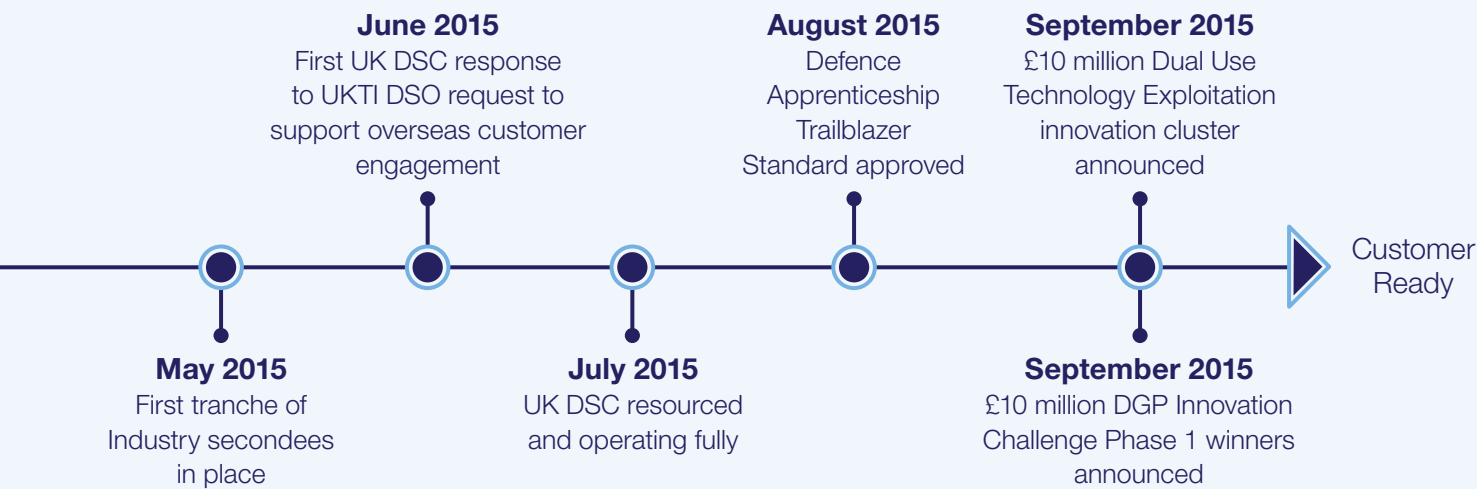 June 2015
First UK DSC response
to UKTI DSO request to
support overseas customer
engagement
August 2015
Defence
Apprenticeship
Trailblazer
Standard approved
September 2015
£10 million Dual Use
Technology Exploitation
innovation cluster
announced
Customer
Ready
May 2015
First tranche of
Industry secondees
in place
July 2015
UK DSC resourced
and operating fully
September 2015
£10 million DGP Innovation
Challenge Phase 1 winners
announced